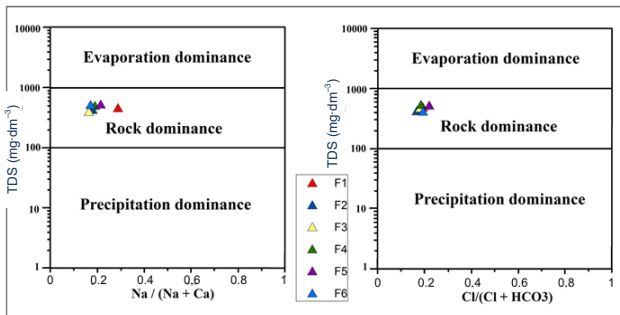 10000
1000
100
10
1
TDS (mg·dm⁻³)
Evaporation dominance
Rock dominance
Precipitation dominance
0
0.2
0.4
0.6
0.8
1
Na / (Na + Ca)
F1
F2
F3
F4
F5
F6
10000
1000
100
10
1
TDS (mg·dm⁻³)
Evaporation dominance
Rock dominance
Precipitation dominance
0
0.2
0.4
0.6
0.8
1
Cl/(Cl + HCO3)